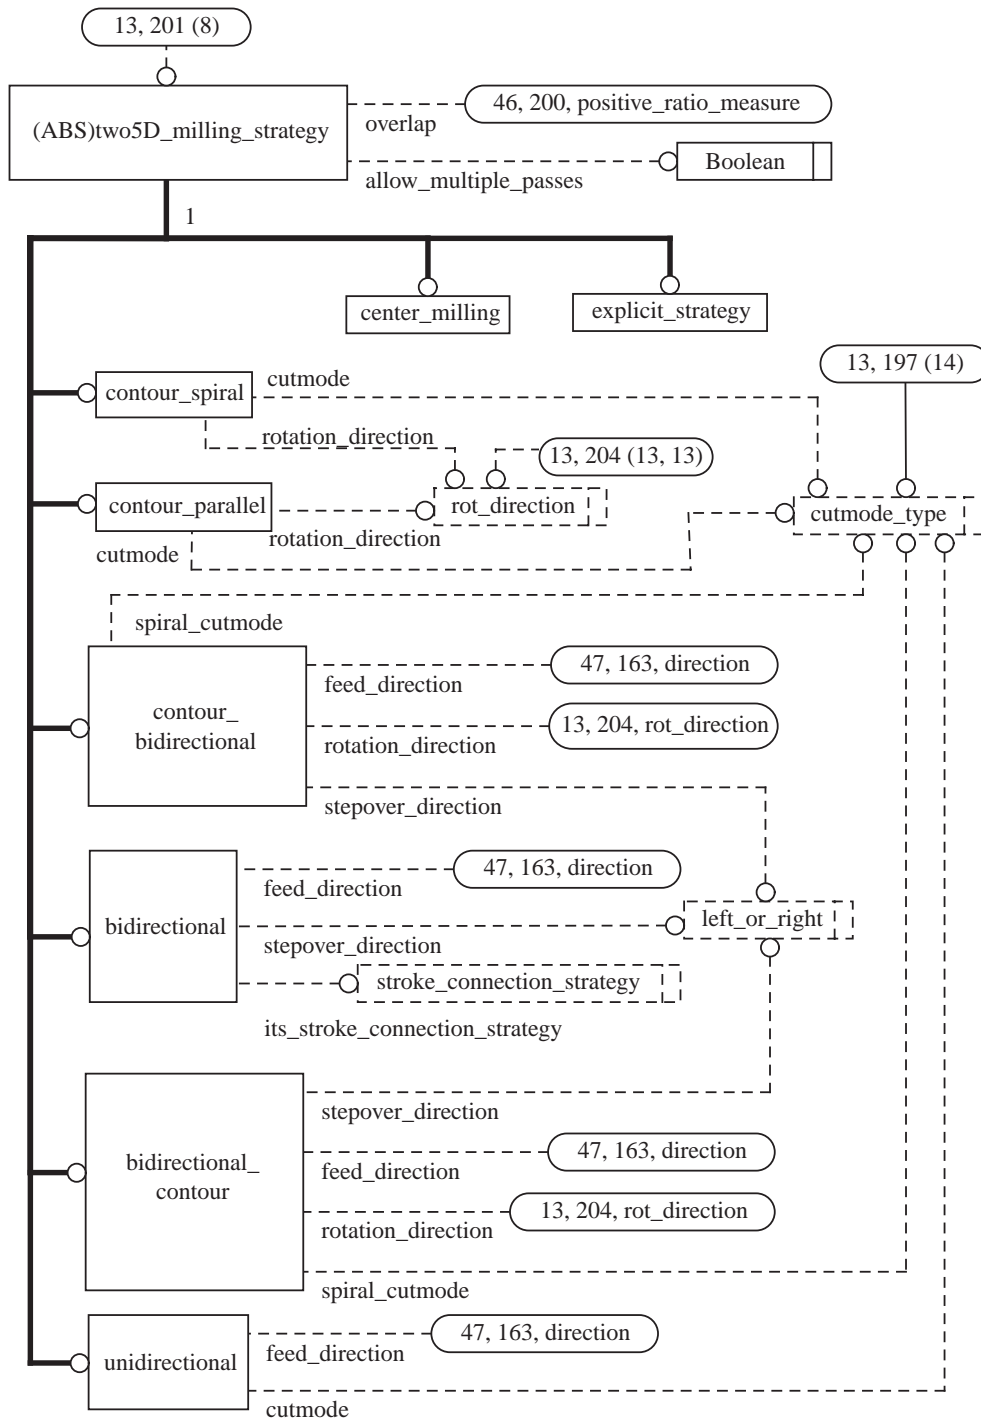 13, 201 (8)
(ABS)two5D_milling_strategy
46, 200, positive_ratio_measure
overlap
Boolean
allow_multiple_passes
1
center_milling
explicit_strategy
13, 197 (14)
contour_spiral
cutmode
rotation_direction
13, 204 (13, 13)
contour_parallel
rot_direction
cutmode_type
rotation_direction
cutmode
spiral_cutmode
contour_
bidirectional
47, 163, direction
feed_direction
13, 204, rot_direction
rotation_direction
stepover_direction
bidirectional
47, 163, direction
feed_direction
left_or_right
stepover_direction
stroke_connection_strategy
its_stroke_connection_strategy
bidirectional_
contour
stepover_direction
47, 163, direction
feed_direction
13, 204, rot_direction
rotation_direction
spiral_cutmode
unidirectional
47, 163, direction
feed_direction
cutmode